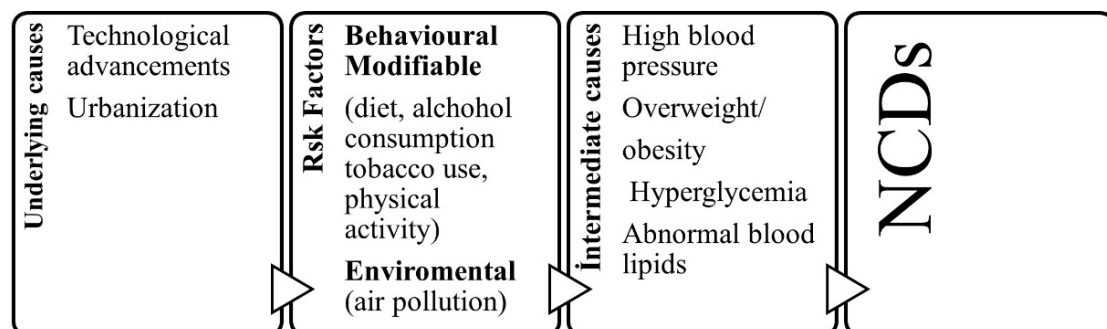 Underlying causes
Technological
advancements
Urbanization
Rsk Factors
Behavioural
Modifiable
(diet, alchohol
consumption
tobacco use,
physical
activity)
Enviromental
(air pollution)
İntermediate causes
High blood
pressure
Overweight/
obesity
Hyperglycemia
Abnormal blood
lipids
NCDs